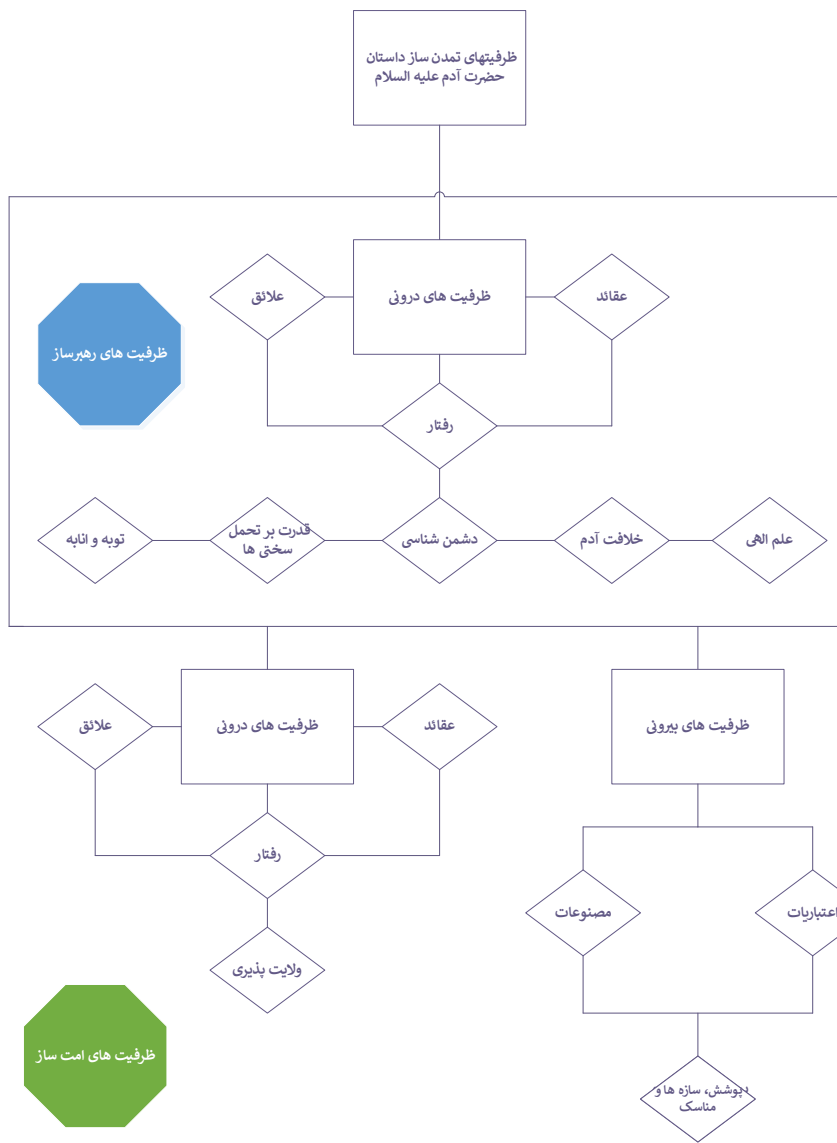 ظرفیتهای تمدن ساز داستان
حضرت آدم علیه السلام
عقائد
ظرفیت های درونی
علائق
ظرفیت های رهبرساز
رفتار
علم الهی
خلافت آدم
دشمن شناسی
قدرت بر تحمل
سختی ها
توبه و انابه
ظرفیت های بیرونی
عقائد
ظرفیت های درونی
علائق
رفتار
اعتباریات
مصنوعات
ولایت پذیری
ظرفیت های امت ساز
پوشش، سازه ها و
مناسک